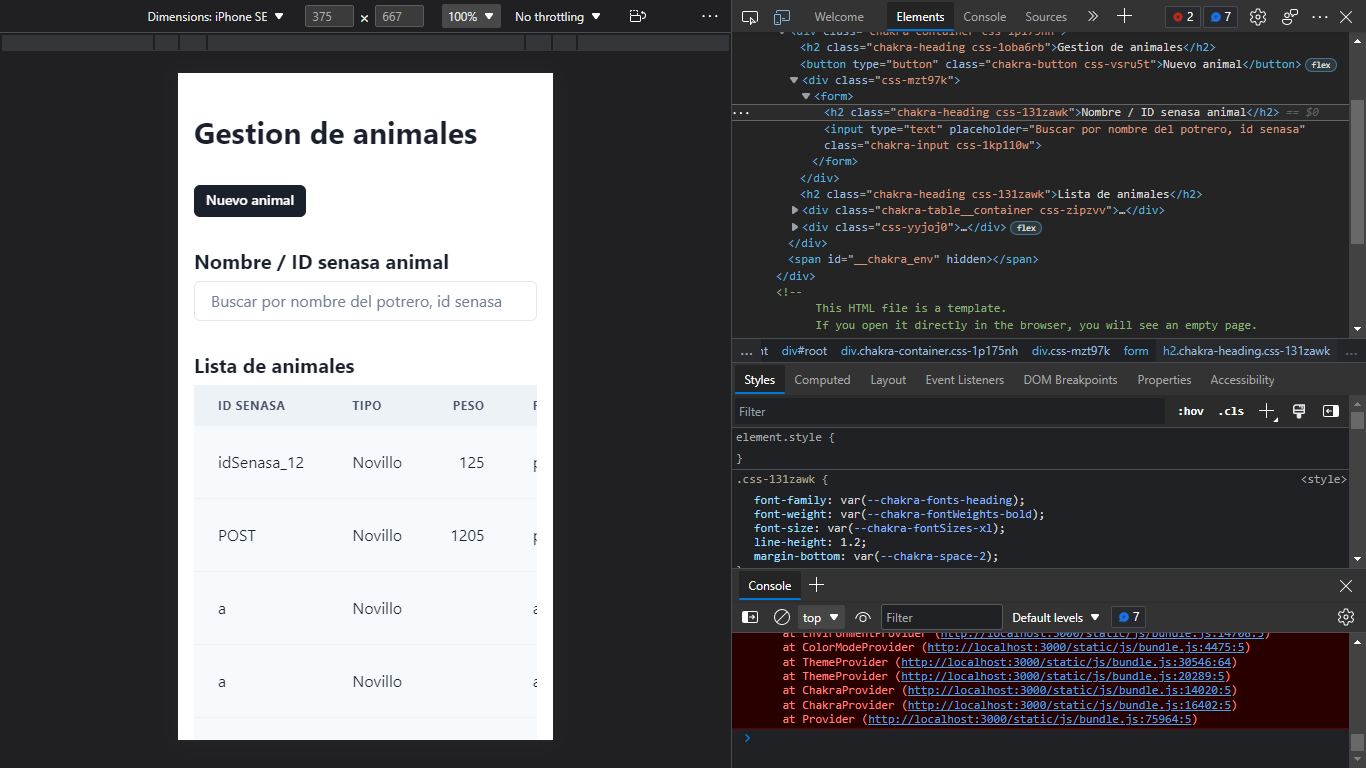 Dimensions: iPhone SE
375 × 667
100%
No throttling
Gestion de animales
Nuevo animal
Nombre / ID senasa animal
Buscar por nombre del potrero, id senasa
Lista de animales
ID SENASA TIPO PESO
idSenasa_12 Novillo 125
POST Novillo 1205
a Novillo a
a Novillo a
Welcome Elements Console Sources 2 7
<div class="chakra-container css-1p175nh">
<h2 class="chakra-heading css-1oba6rb">Gestion de animales</h2>
<button type="button" class="chakra-button css-vsru5t">Nuevo animal</button> flex
<div class="css-mzt97k">
<form>
<h2 class="chakra-heading css-131zawk">Nombre / ID senasa animal</h2> == $0
<input type="text" placeholder="Buscar por nombre del potrero, id senasa"
class="chakra-input css-1kp110w">
</form>
</div>
<h2 class="chakra-heading css-131zawk">Lista de animales</h2>
<div class="chakra-table__container css-zipzvv">…</div>
<div class="css-yyjoj0">…</div> flex
</div>
<span id="__chakra_env" hidden></span>
</div>
<!--
This HTML file is a template.
If you open it directly in the browser, you will see an empty page.
... nt div#root div.chakra-container.css-1p175nh div.css-mzt97k form h2.chakra-heading.css-131zawk ...
Styles Computed Layout Event Listeners DOM Breakpoints Properties Accessibility
Filter :hov .cls
element.style {
}
.css-131zawk { <style>
font-family: var(--chakra-fonts-heading);
font-weight: var(--chakra-fontWeights-bold);
font-size: var(--chakra-fontSizes-xl);
line-height: 1.2;
margin-bottom: var(--chakra-space-2);
Console
top Filter Default levels 7
at EnvironmentProvider (http://localhost:3000/static/js/bundle.js:14708:5)
at ColorModeProvider (http://localhost:3000/static/js/bundle.js:4475:5)
at ThemeProvider (http://localhost:3000/static/js/bundle.js:30546:64)
at ThemeProvider (http://localhost:3000/static/js/bundle.js:20289:5)
at ChakraProvider (http://localhost:3000/static/js/bundle.js:14020:5)
at ChakraProvider (http://localhost:3000/static/js/bundle.js:16402:5)
at Provider (http://localhost:3000/static/js/bundle.js:75964:5)